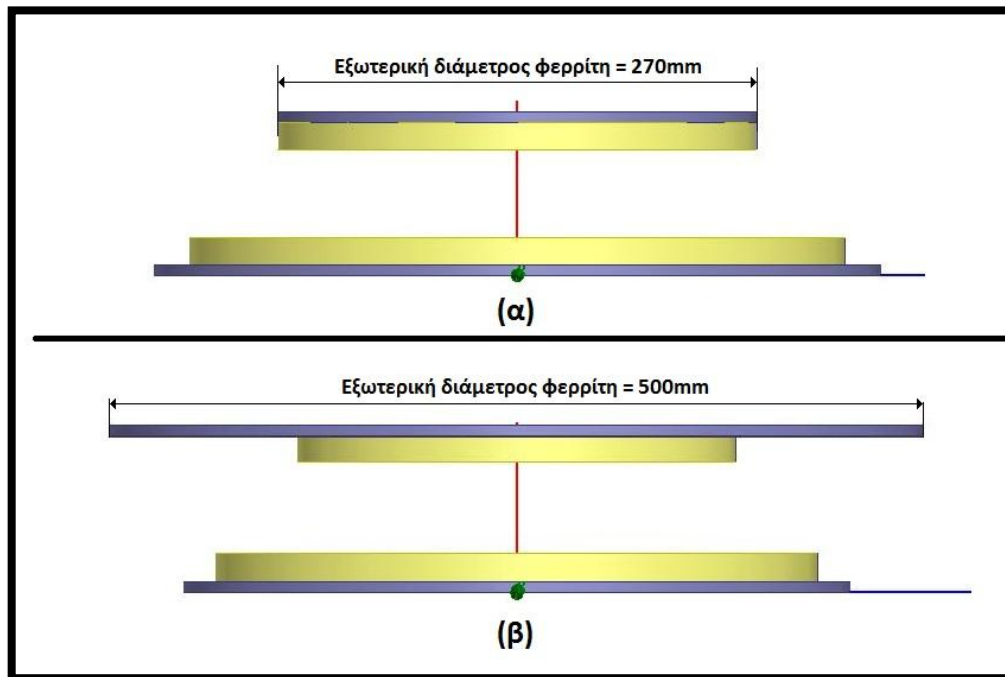 Εξωτερική διάμετρος φερρίτη = 270mm
(α)
Εξωτερική διάμετρος φερρίτη = 500mm
(β)